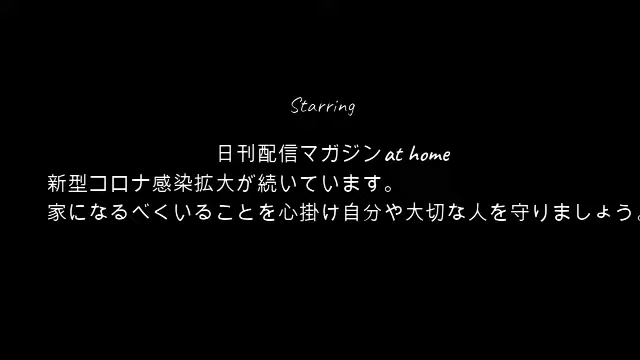 Starring
日刊配信マガジンat home
新型コロナ感染拡大が続いています。
家になるべくいることを心掛け自分や大切な人を守りましょう。